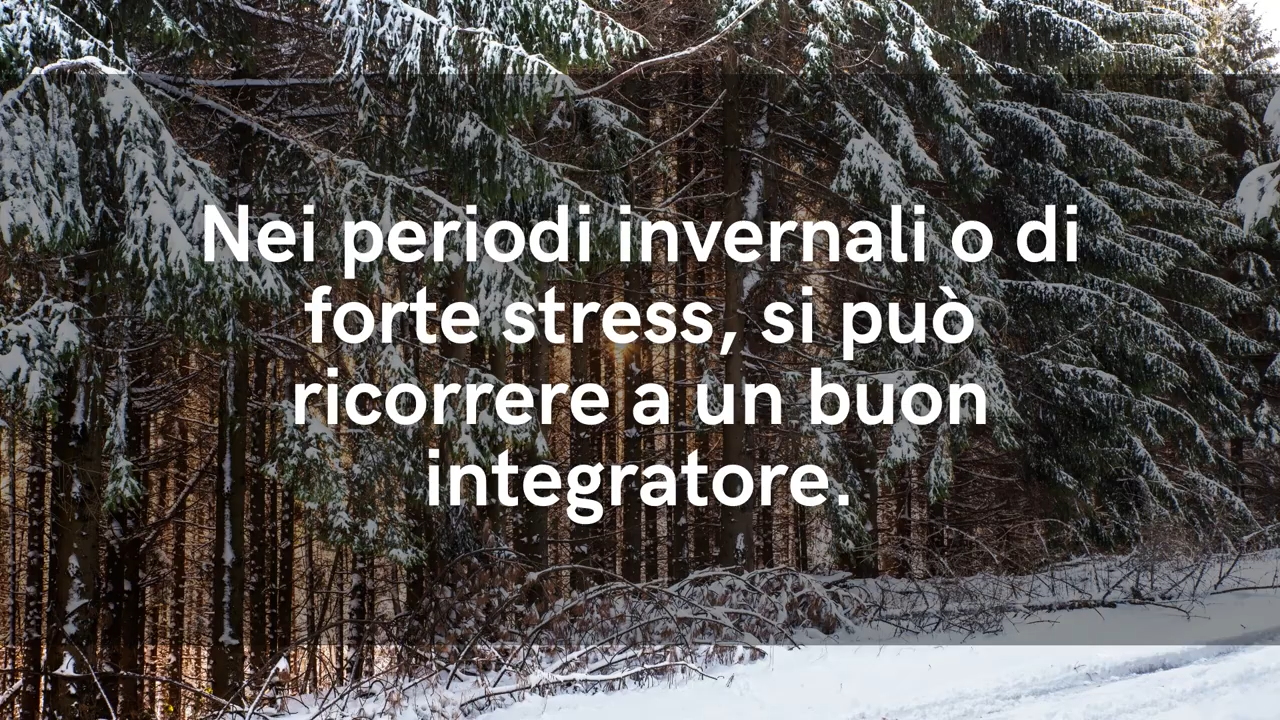 Nei periodi invernali o di
forte stress, si può
ricorrere a un buon
integratore.